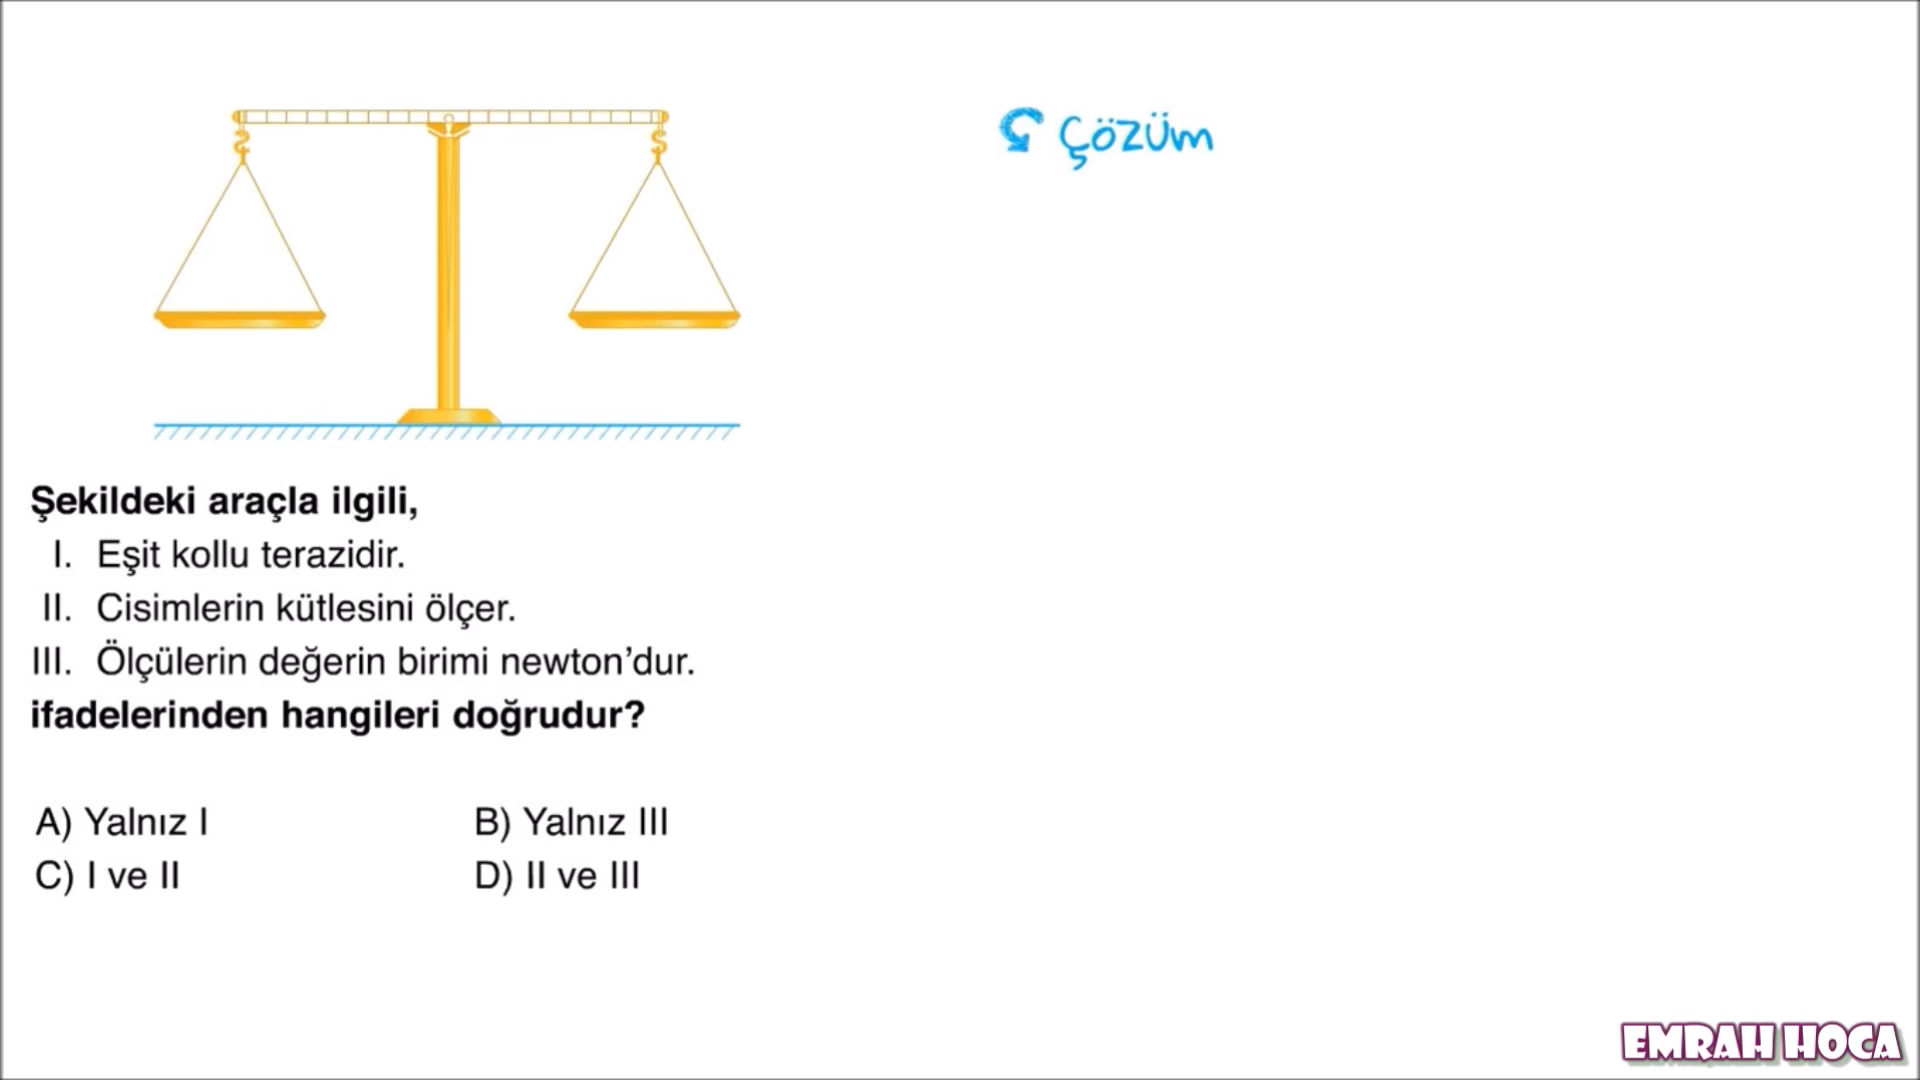 Çözüm
Şekildeki araçla ilgili,
I. Eşit kollu terazidir.
II. Cisimlerin kütlesini ölçer.
III. Ölçülerin değerin birimi newton’dur.
ifadelerinden hangileri doğrudur?
A) Yalnız I B) Yalnız III
C) I ve II D) II ve III
EMRAH HOCA